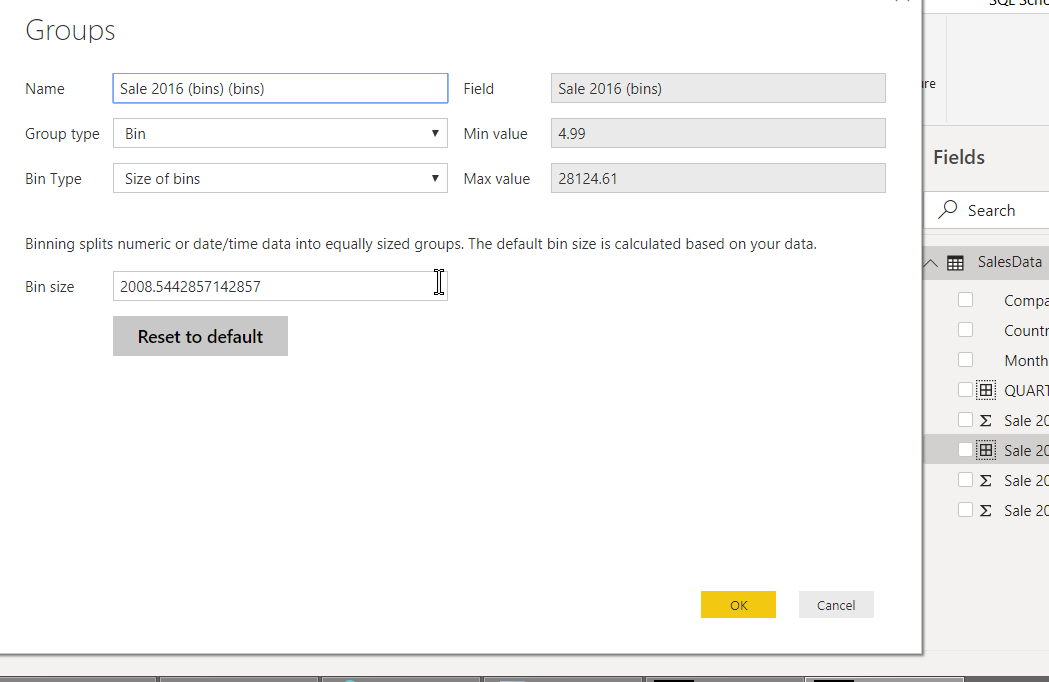 SQL Scho
Groups
Name Sale 2016 (bins) (bins) Field Sale 2016 (bins)
Group type Bin Min value 4.99
Bin Type Size of bins Max value 28124.61
Binning splits numeric or date/time data into equally sized groups. The default bin size is calculated based on your data.
Bin size 2008.5442857142857
Reset to default
OK Cancel
re
Fields
Search
SalesData
Compa
Countr
Month
QUART
Sale 20
Sale 20
Sale 20
Sale 20